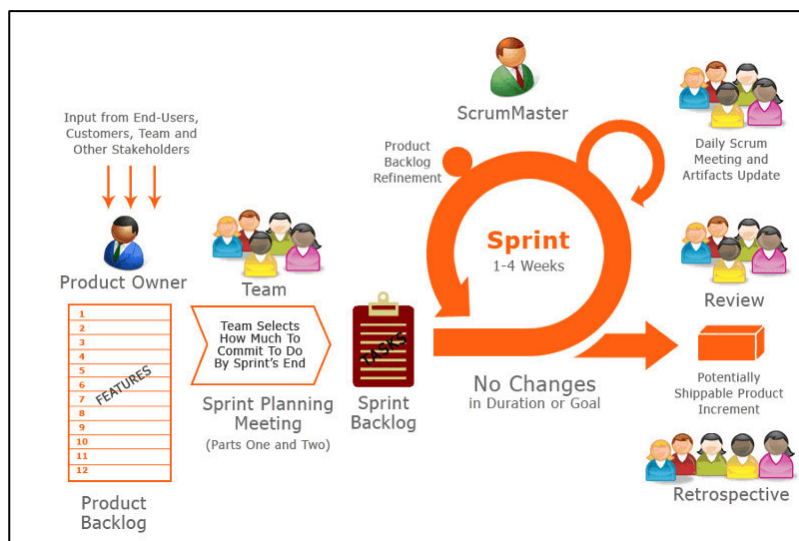 Input from End-Users,
Customers, Team and
Other Stakeholders
Product Owner
1
2
3
4
5
6
7
8
9
10
11
12
FEATURES
Product
Backlog
Team
Team Selects
How Much To
Commit To Do
By Sprint's End
Sprint Planning
Meeting
(Parts One and Two)
TASKS
Sprint
Backlog
ScrumMaster
Product
Backlog
Refinement
Sprint
1-4 Weeks
No Changes
in Duration or Goal
Daily Scrum
Meeting and
Artifacts Update
Review
Potentially
Shippable Product
Increment
Retrospective